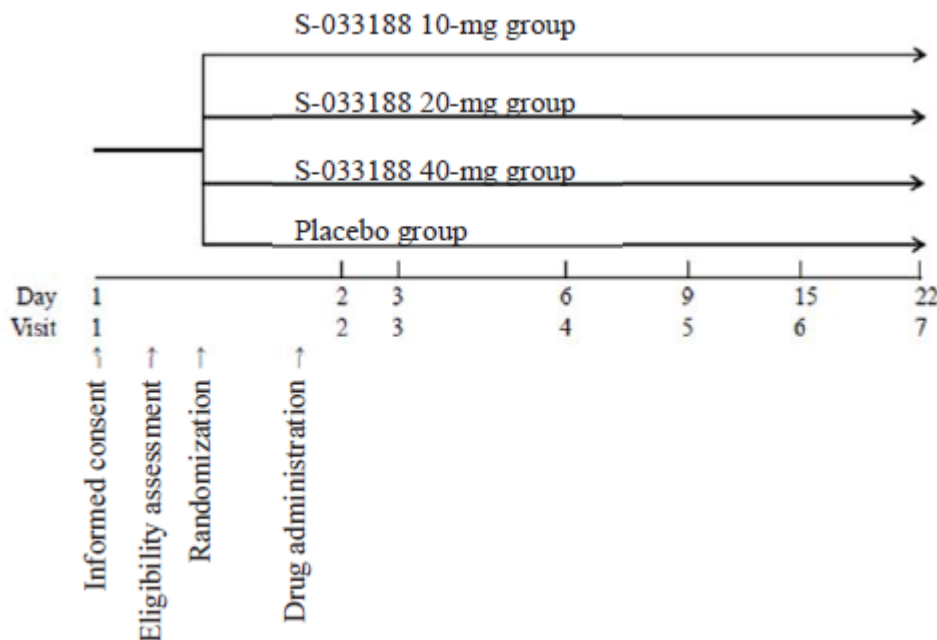 S-033188 10-mg group
S-033188 20-mg group
S-033188 40-mg group
Placebo group
Day 1 2 3 6 9 15 22
Visit 1 2 3 4 5 6 7
Informed consent →
Eligibility assessment →
Randomization →
Drug administration →